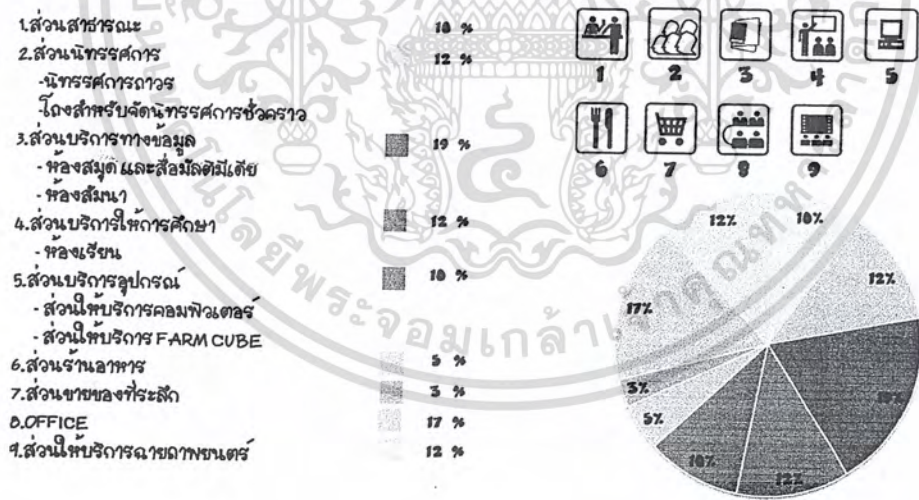 1.ส่วนสาธารณะ 10 %
2.ส่วนนิทรรศการ 12 %
-นิทรรศการถาวร
โถงสำหรับจัดนิทรรศการชั่วคราว
3.ส่วนบริการทางข้อมูล 19 %
- ห้องสมุด และสื่อมัลติมีเดีย
- ห้องสัมนา
4.ส่วนบริการให้การศึกษา 12 %
- ห้องเรียน
5.ส่วนบริการอุปกรณ์ 10 %
- ส่วนให้บริการคอมพิวเตอร์
- ส่วนให้บริการ FARM CUBE
6.ส่วนร้านอาหาร 5 %
7.ส่วนขายของที่ระลึก 3 %
8.OFFICE 17 %
9.ส่วนให้บริการฉายภาพยนตร์ 12 %
1 2 3 4 5
6 7 8 9
12% 10%
12%
17%
3%
19%
5%
10%
12%